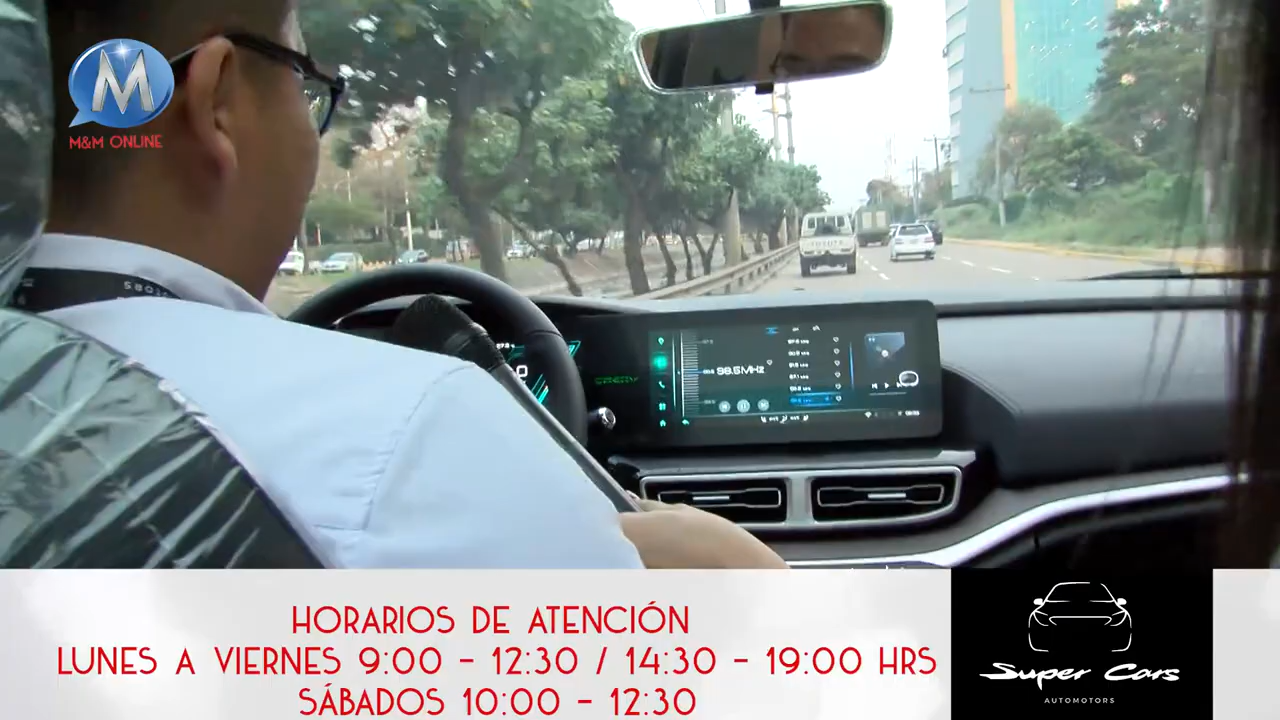 M
M&M ONLINE
TOYOTA
98.5MHz
HORARIOS DE ATENCIÓN
LUNES A VIERNES 9:00 - 12:30 / 14:30 - 19:00 HRS
SÁBADOS 10:00 - 12:30
Super Cars
AUTOMOTORS